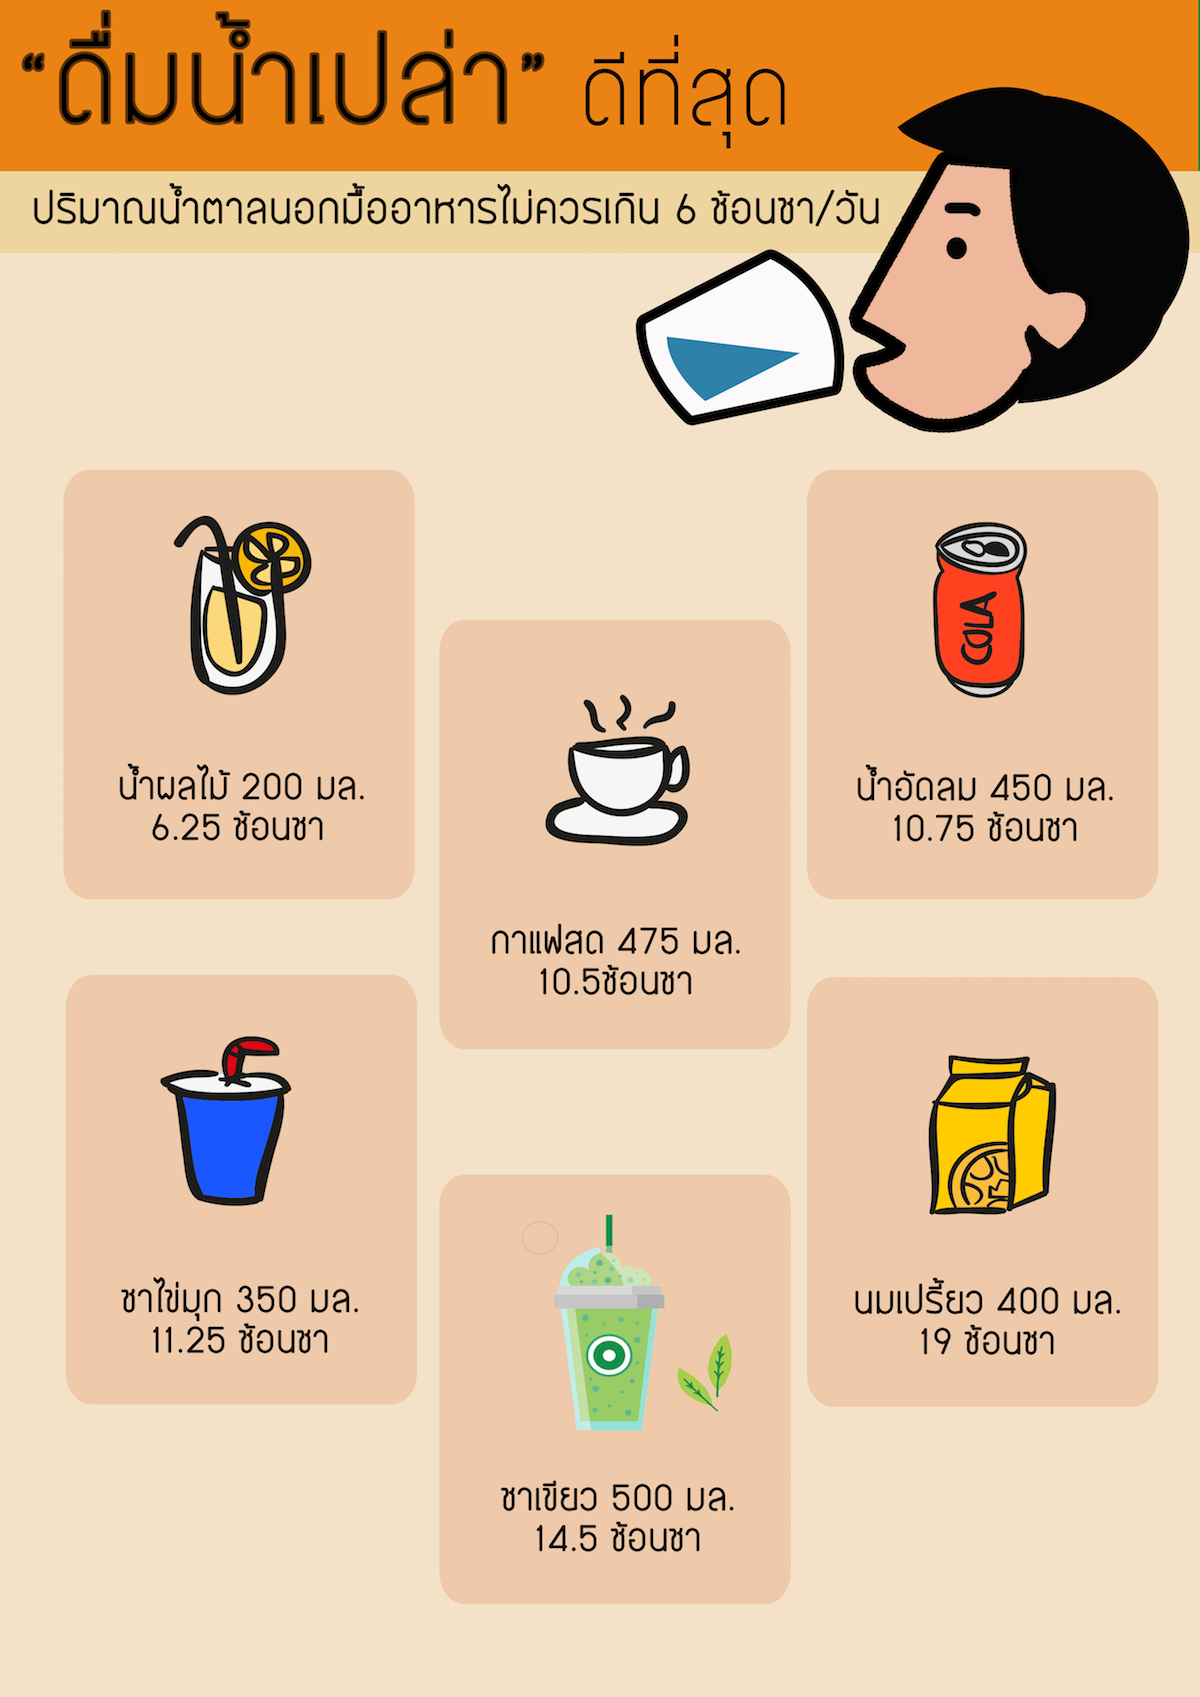 “ดื่มน้ำเปล่า” ดีที่สุด
ปริมาณน้ำตาลนอกมื้ออาหารไม่ควรเกิน 6 ช้อนชา/วัน
COLA
น้ำผลไม้ 200 มล.
6.25 ช้อนชา
น้ำอัดลม 450 มล.
10.75 ช้อนชา
กาแฟสด 475 มล.
10.5ช้อนชา
ชาไข่มุก 350 มล.
11.25 ช้อนชา
นมเปรี้ยว 400 มล.
19 ช้อนชา
ชาเขียว 500 มล.
14.5 ช้อนชา